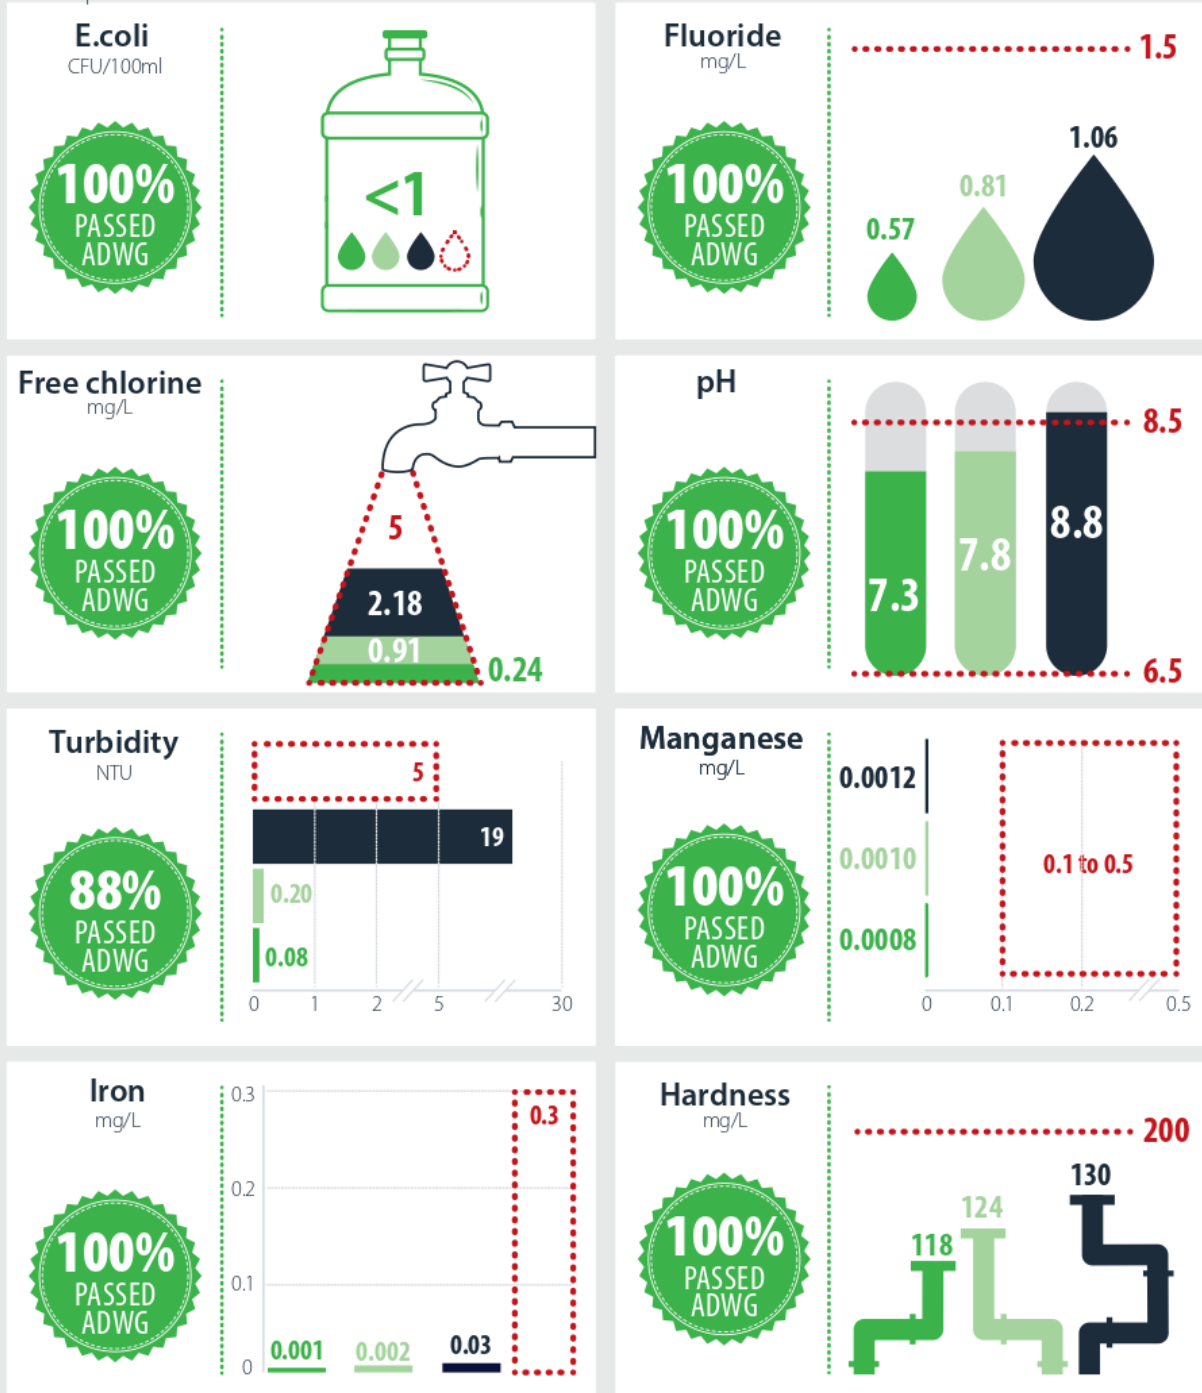 E.coli
CFU/100ml
100%
PASSED
ADWG
<1
Fluoride
mg/L
100%
PASSED
ADWG
1.5
1.06
0.81
0.57
Free chlorine
mg/L
100%
PASSED
ADWG
5
2.18
0.91
0.24
pH
100%
PASSED
ADWG
8.5
8.8
7.8
7.3
6.5
Turbidity
NTU
88%
PASSED
ADWG
5
19
0.20
0.08
0 1 2 5 30
Manganese
mg/L
100%
PASSED
ADWG
0.0012
0.0010
0.1 to 0.5
0.0008
0 0.1 0.2 0.5
Iron
mg/L
100%
PASSED
ADWG
0.3
0.3
0.2
0.1
0.001 0.002 0.03
0
Hardness
mg/L
100%
PASSED
ADWG
200
130
124
118